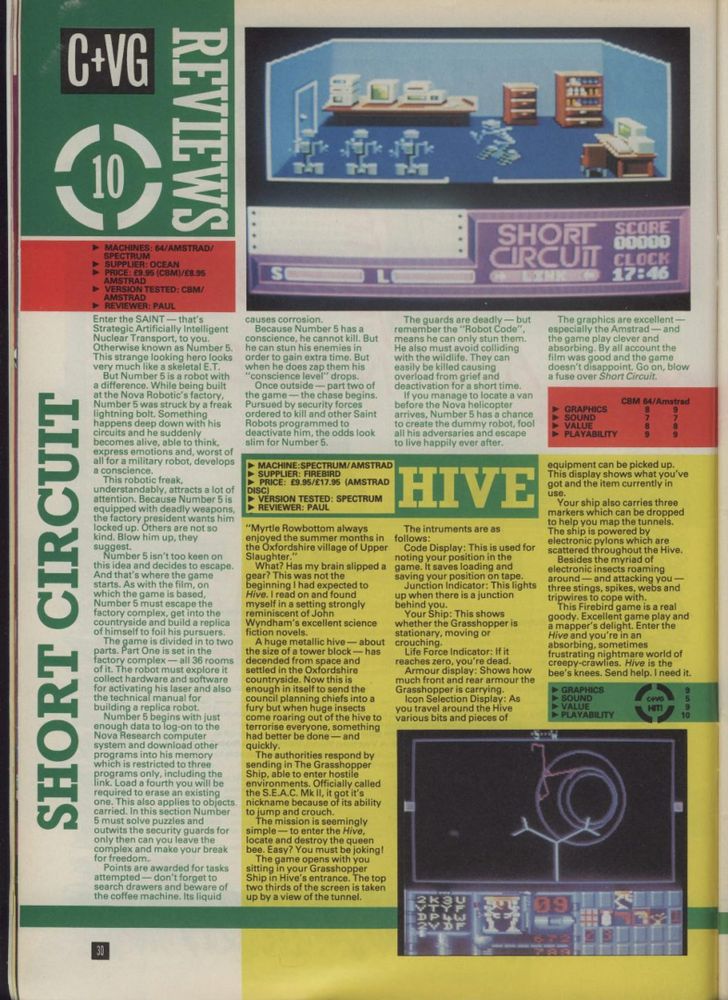 C+VG
REVIEWS
10
SHORT
CIRCUIT
LINK
SCORE
00000
CLOCK
17:46
S
L
► MACHINES: 64/AMSTRAD/
SPECTRUM
► SUPPLIER: OCEAN
► PRICE: £9.95 (CBM)/£8.95
AMSTRAD
► VERSION TESTED: CBM/
AMSTRAD
► REVIEWER: PAUL
SHORT CIRCUIT
Enter the SAINT — that's
Strategic Artificially Intelligent
Nuclear Transport, to you.
Otherwise known as Number 5.
This strange looking hero looks
very much like a skeletal E.T.
But Number 5 is a robot with
a difference. While being built
at the Nova Robotic's factory,
Number 5 was struck by a freak
lightning bolt. Something
happens deep down with his
circuits and he suddenly
becomes alive, able to think,
express emotions and, worst of
all for a military robot, develops
a conscience.
This robotic freak,
understandably, attracts a lot of
attention. Because Number 5 is
equipped with deadly weapons,
the factory president wants him
locked up. Others are not so
kind. Blow him up, they
suggest.
Number 5 isn't too keen on
this idea and decides to escape.
And that's where the game
starts. As with the film, on
which the game is based,
Number 5 must escape the
factory complex, get into the
countryside and build a replica
of himself to foil his pursuers.
The game is divided in to two
parts. Part One is set in the
factory complex — all 36 rooms
of it. The robot must explore it
collect hardware and software
for activating his laser and also
the technical manual for
building a replica robot.
Number 5 begins with just
enough data to log-on to the
Nova Research computer
system and download other
programs into his memory
which is restricted to three
programs only, including the
link. Load a fourth you will be
required to erase an existing
one. This also applies to objects
carried. In this section Number
5 must solve puzzles and
outwits the security guards for
only then can you leave the
complex and make your break
for freedom.
Points are awarded for tasks
attempted — don't forget to
search drawers and beware of
the coffee machine. Its liquid
causes corrosion.
Because Number 5 has a
conscience, he cannot kill. But
he can stun his enemies in
order to gain extra time. But
when he does zap them his
"conscience level" drops.
Once outside — part two of
the game — the chase begins.
Pursued by security forces
ordered to kill and other Saint
Robots programmed to
deactivate him, the odds look
slim for Number 5.
The guards are deadly — but
remember the "Robot Code",
means he can only stun them.
He also must avoid colliding
with the wildlife. They can
easily be killed causing
overload from grief and
deactivation for a short time.
If you manage to locate a van
before the Nova helicopter
arrives, Number 5 has a chance
to create the dummy robot, fool
all his adversaries and escape
to live happily ever after.
The graphics are excellent —
especially the Amstrad — and
the game play clever and
absorbing. By all account the
film was good and the game
doesn't disappoint. Go on, blow
a fuse over Short Circuit.
CBM 64/Amstrad
► GRAPHICS 8 9
► SOUND 7 7
► VALUE 8 8
► PLAYABILITY 9 9
► MACHINE:SPECTRUM/AMSTRAD
► SUPPLIER: FIREBIRD
► PRICE: £9.95/£17.95 (AMSTRAD
DISC)
► VERSION TESTED: SPECTRUM
► REVIEWER: PAUL
HIVE
"Myrtle Rowbottom always
enjoyed the summer months in
the Oxfordshire village of Upper
Slaughter."
What? Has my brain slipped a
gear? This was not the
beginning I had expected to
Hive. I read on and found
myself in a setting strongly
reminiscent of John
Wyndham's excellent science
fiction novels.
A huge metallic hive — about
the size of a tower block — has
decended from space and
settled in the Oxfordshire
countryside. Now this is
enough in itself to send the
council planning chiefs into a
fury but when huge insects
come roaring out of the hive to
terrorise everyone, something
had better be done — and
quickly.
The authorities respond by
sending in The Grasshopper
Ship, able to enter hostile
environments. Officially called
the S.E.A.C. Mk II, it got it's
nickname because of its ability
to jump and crouch.
The mission is seemingly
simple — to enter the Hive,
locate and destroy the queen
bee. Easy? You must be joking!
The game opens with you
sitting in your Grasshopper
Ship in Hive's entrance. The top
two thirds of the screen is taken
up by a view of the tunnel.
The intruments are as
follows:
Code Display: This is used for
noting your position in the
game. It saves loading and
saving your position on tape.
Junction Indicator: This lights
up when there is a junction
behind you.
Your Ship: This shows
whether the Grasshopper is
stationary, moving or
crouching.
Life Force Indicator: If it
reaches zero, you're dead.
Armour display: Shows how
much front and rear armour the
Grasshopper is carrying.
Icon Selection Display: As
you travel around the Hive
various bits and pieces of
equipment can be picked up.
This display shows what you've
got and the item currently in
use.
Your ship also carries three
markers which can be dropped
to help you map the tunnels.
The ship is powered by
electronic pylons which are
scattered throughout the Hive.
Besides the myriad of
electronic insects roaming
around — and attacking you —
three stings, spikes, webs and
tripwires to cope with.
This Firebird game is a real
goody. Excellent game play and
a mapper's delight. Enter the
Hive and you're in an
absorbing, sometimes
frustrating nightmare world of
creepy-crawlies. Hive is the
bee's knees. Send help. I need it.
► GRAPHICS 9
► SOUND 5
► VALUE 9
► PLAYABILITY 10
C+VG
HIT!
09
30